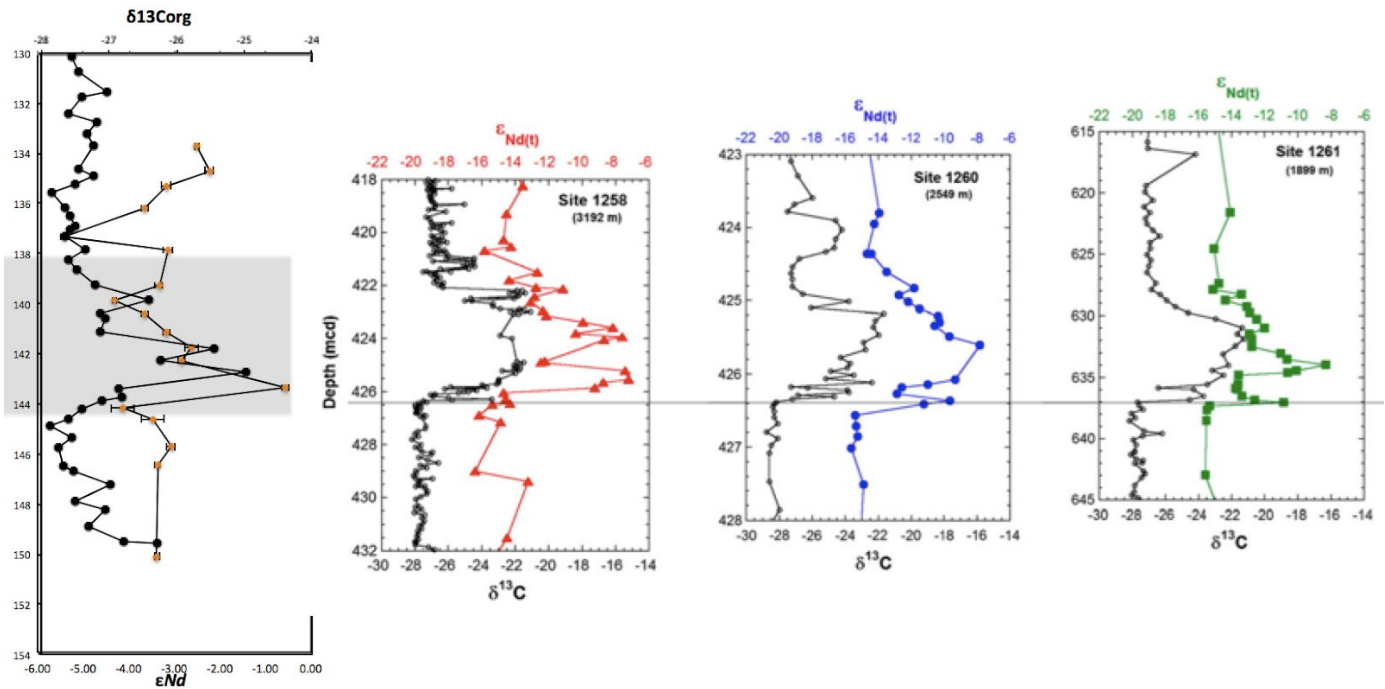 δ13Corg
-28 -27 -26 -25 -24
130
132
134
136
138
140
142
144
146
148
150
152
154
-6.00 -4.00 -2.00 -1.00 0.00
εNd
εNd(t)
-22 -20 -18 -16 -14 -12 -10 -8 -6
Site 1258
(3192 m)
Depth (mcd)
418
420
422
424
426
428
430
432
-30 -28 -26 -24 -22 -20 -18 -16 -14
δ13C
εNd(t)
-22 -20 -18 -16 -14 -12 -10 -8 -6
Site 1260
(2549 m)
423
424
425
426
427
428
-30 -28 -26 -24 -22 -20 -18 -16 -14
δ13C
εNd(t)
-22 -20 -18 -16 -14 -12 -10 -8 -6
Site 1261
(1899 m)
615
620
625
630
635
640
645
-30 -28 -26 -24 -22 -20 -18 -16 -14
δ13C